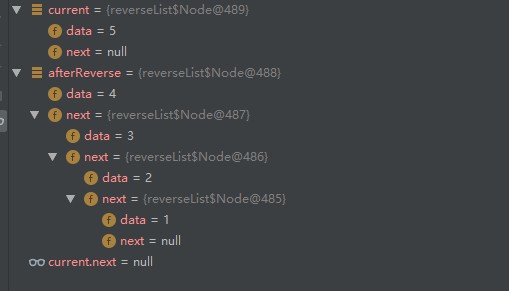 current = {reverseList$Node@489}
data = 5
next = null
afterReverse = {reverseList$Node@488}
data = 4
next = {reverseList$Node@487}
data = 3
next = {reverseList$Node@486}
data = 2
next = {reverseList$Node@485}
data = 1
next = null
current.next = null